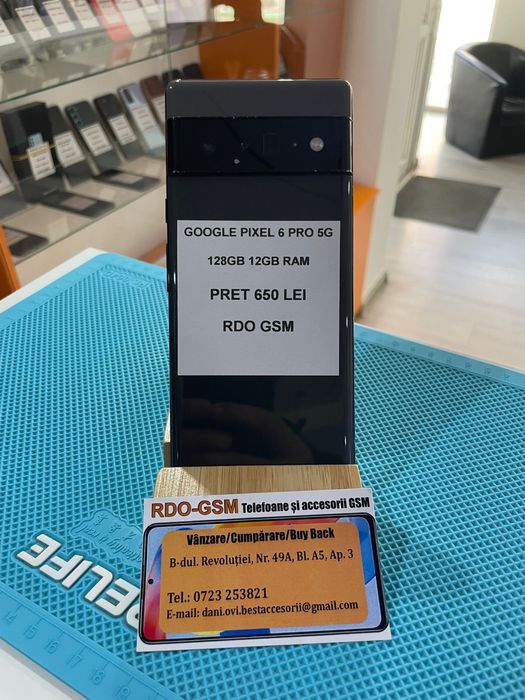 GOOGLE PIXEL 6 PRO 5G
128GB 12GB RAM
PRET 650 LEI
RDO GSM
RDO-GSM Telefoane și accesorii GSM
Vânzare/Cumpărare/Buy Back
B-dul. Revoluției, Nr. 49A, Bl. A5, Ap. 3
Tel.: 0723 253821
E-mail: dani.ovi.bestaccesorii@gmail.com
RELIFE